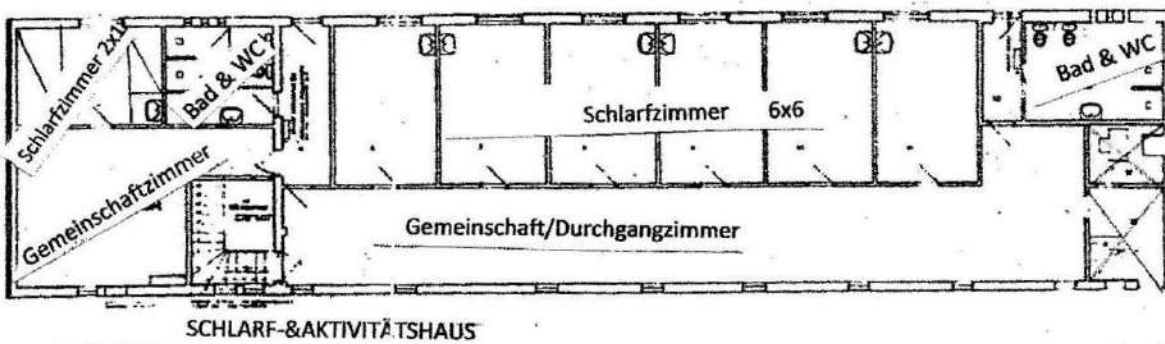 Schlarfzimmer 2x1
Bad & WC
Bad & WC
Schlarfzimmer 6x6
Gemeinschaftzimmer
Gemeinschaft/Durchgangzimmer
SCHLARF-&AKTIVITÄTSHAUS